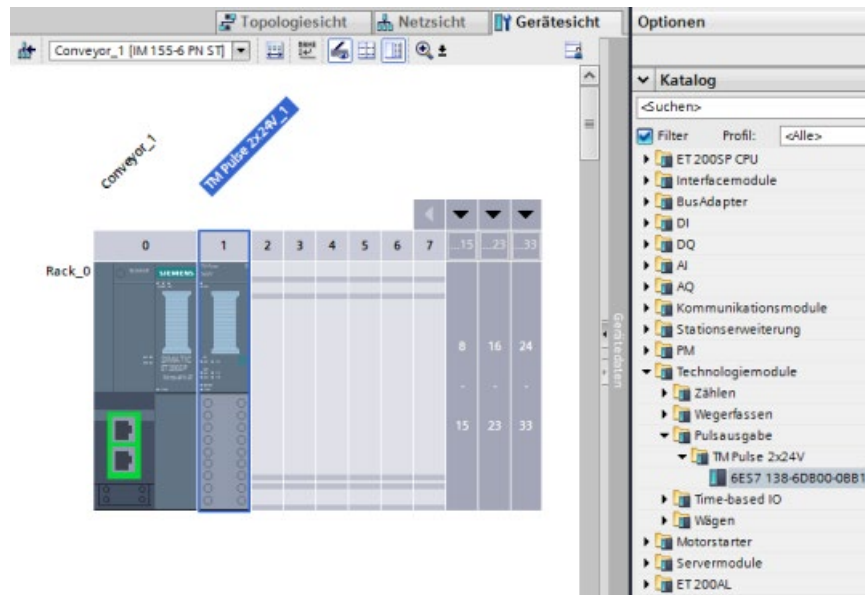 Topologiesicht
Netzsicht
Gerätesicht
Conveyor_1 [IM 155-6 PN ST]
Conveyor_1
TM Pulse 2x24V_1
0 1 2 3 4 5 6 7 ...15 ...23 ...33
Rack_0
SIEMENS
8 16 24
- - -
15 23 33
Gerätedaten
Optionen
Katalog
<Suchen>
Filter Profil: <Alle>
ET 200SP CPU
Interfacemodule
BusAdapter
DI
DQ
AI
AQ
Kommunikationsmodule
Stationserweiterung
PM
Technologiemodule
Zählen
Wegerfassen
Pulsausgabe
TM Pulse 2x24V
6ES7 138-6DB00-0BB1
Time-based IO
Wägen
Motorstarter
Servermodule
ET 200AL